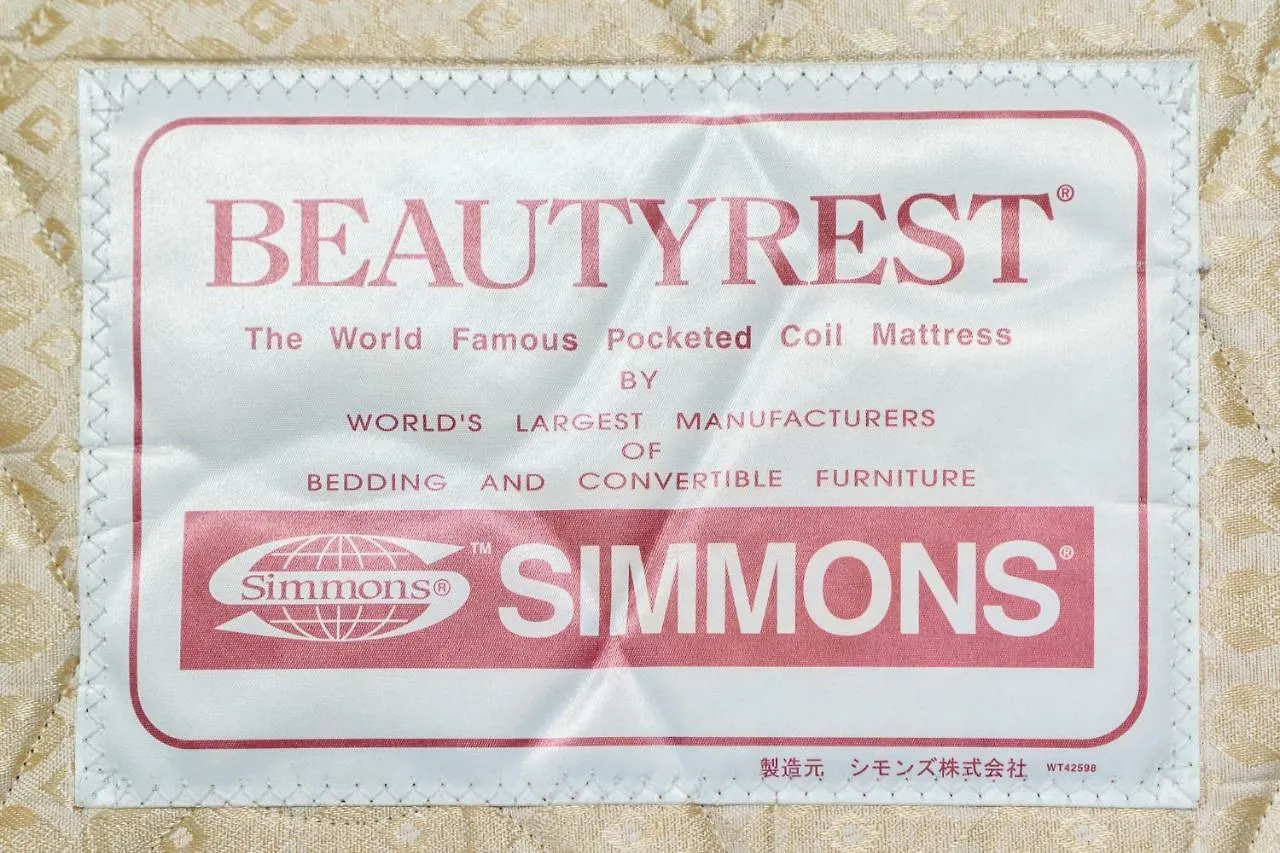 BEAUTYREST®
The World Famous Pocketed Coil Mattress
BY
WORLD'S LARGEST MANUFACTURERS
OF
BEDDING AND CONVERTIBLE FURNITURE
Simmons® ™ SIMMONS®
製造元 シモンズ株式会社 WT42598